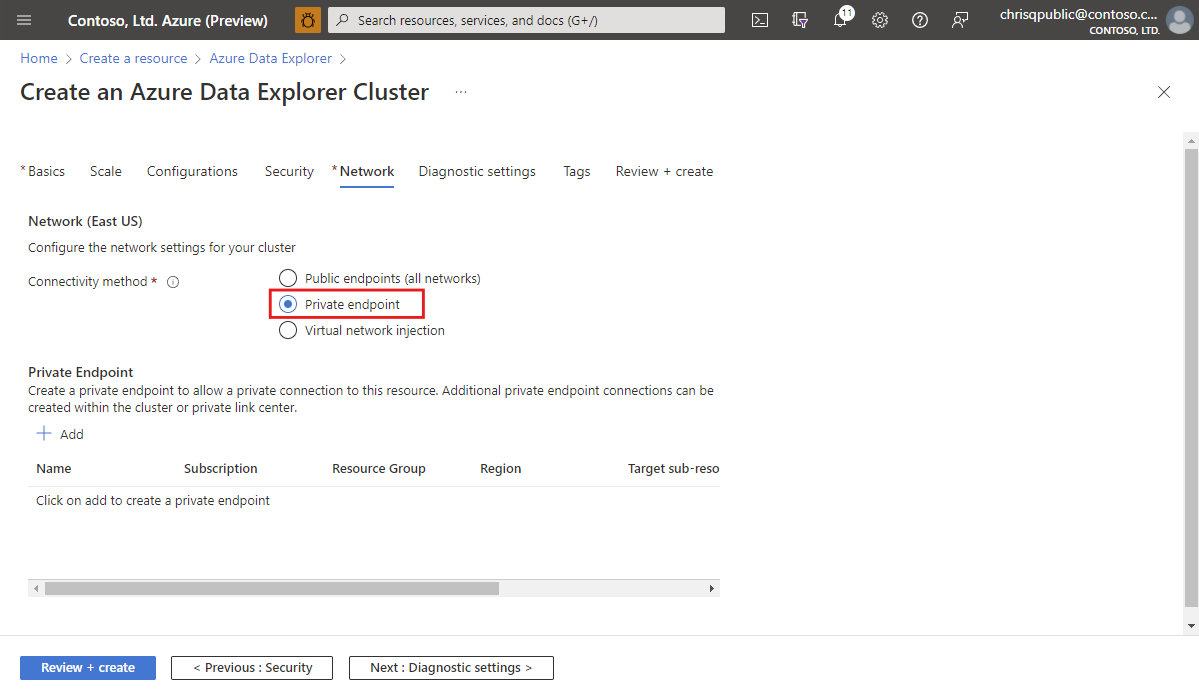 Contoso, Ltd. Azure (Preview)
Search resources, services, and docs (G+/)
11
chrisqpublic@contoso.c...
CONTOSO, LTD.
Home > Create a resource > Azure Data Explorer >
Create an Azure Data Explorer Cluster ...
* Basics Scale Configurations Security * Network Diagnostic settings Tags Review + create
Network (East US)
Configure the network settings for your cluster
Connectivity method *
Public endpoints (all networks)
Private endpoint
Virtual network injection
Private Endpoint
Create a private endpoint to allow a private connection to this resource. Additional private endpoint connections can be
created within the cluster or private link center.
+ Add
Name Subscription Resource Group Region Target sub-reso
Click on add to create a private endpoint
Review + create < Previous : Security Next : Diagnostic settings >